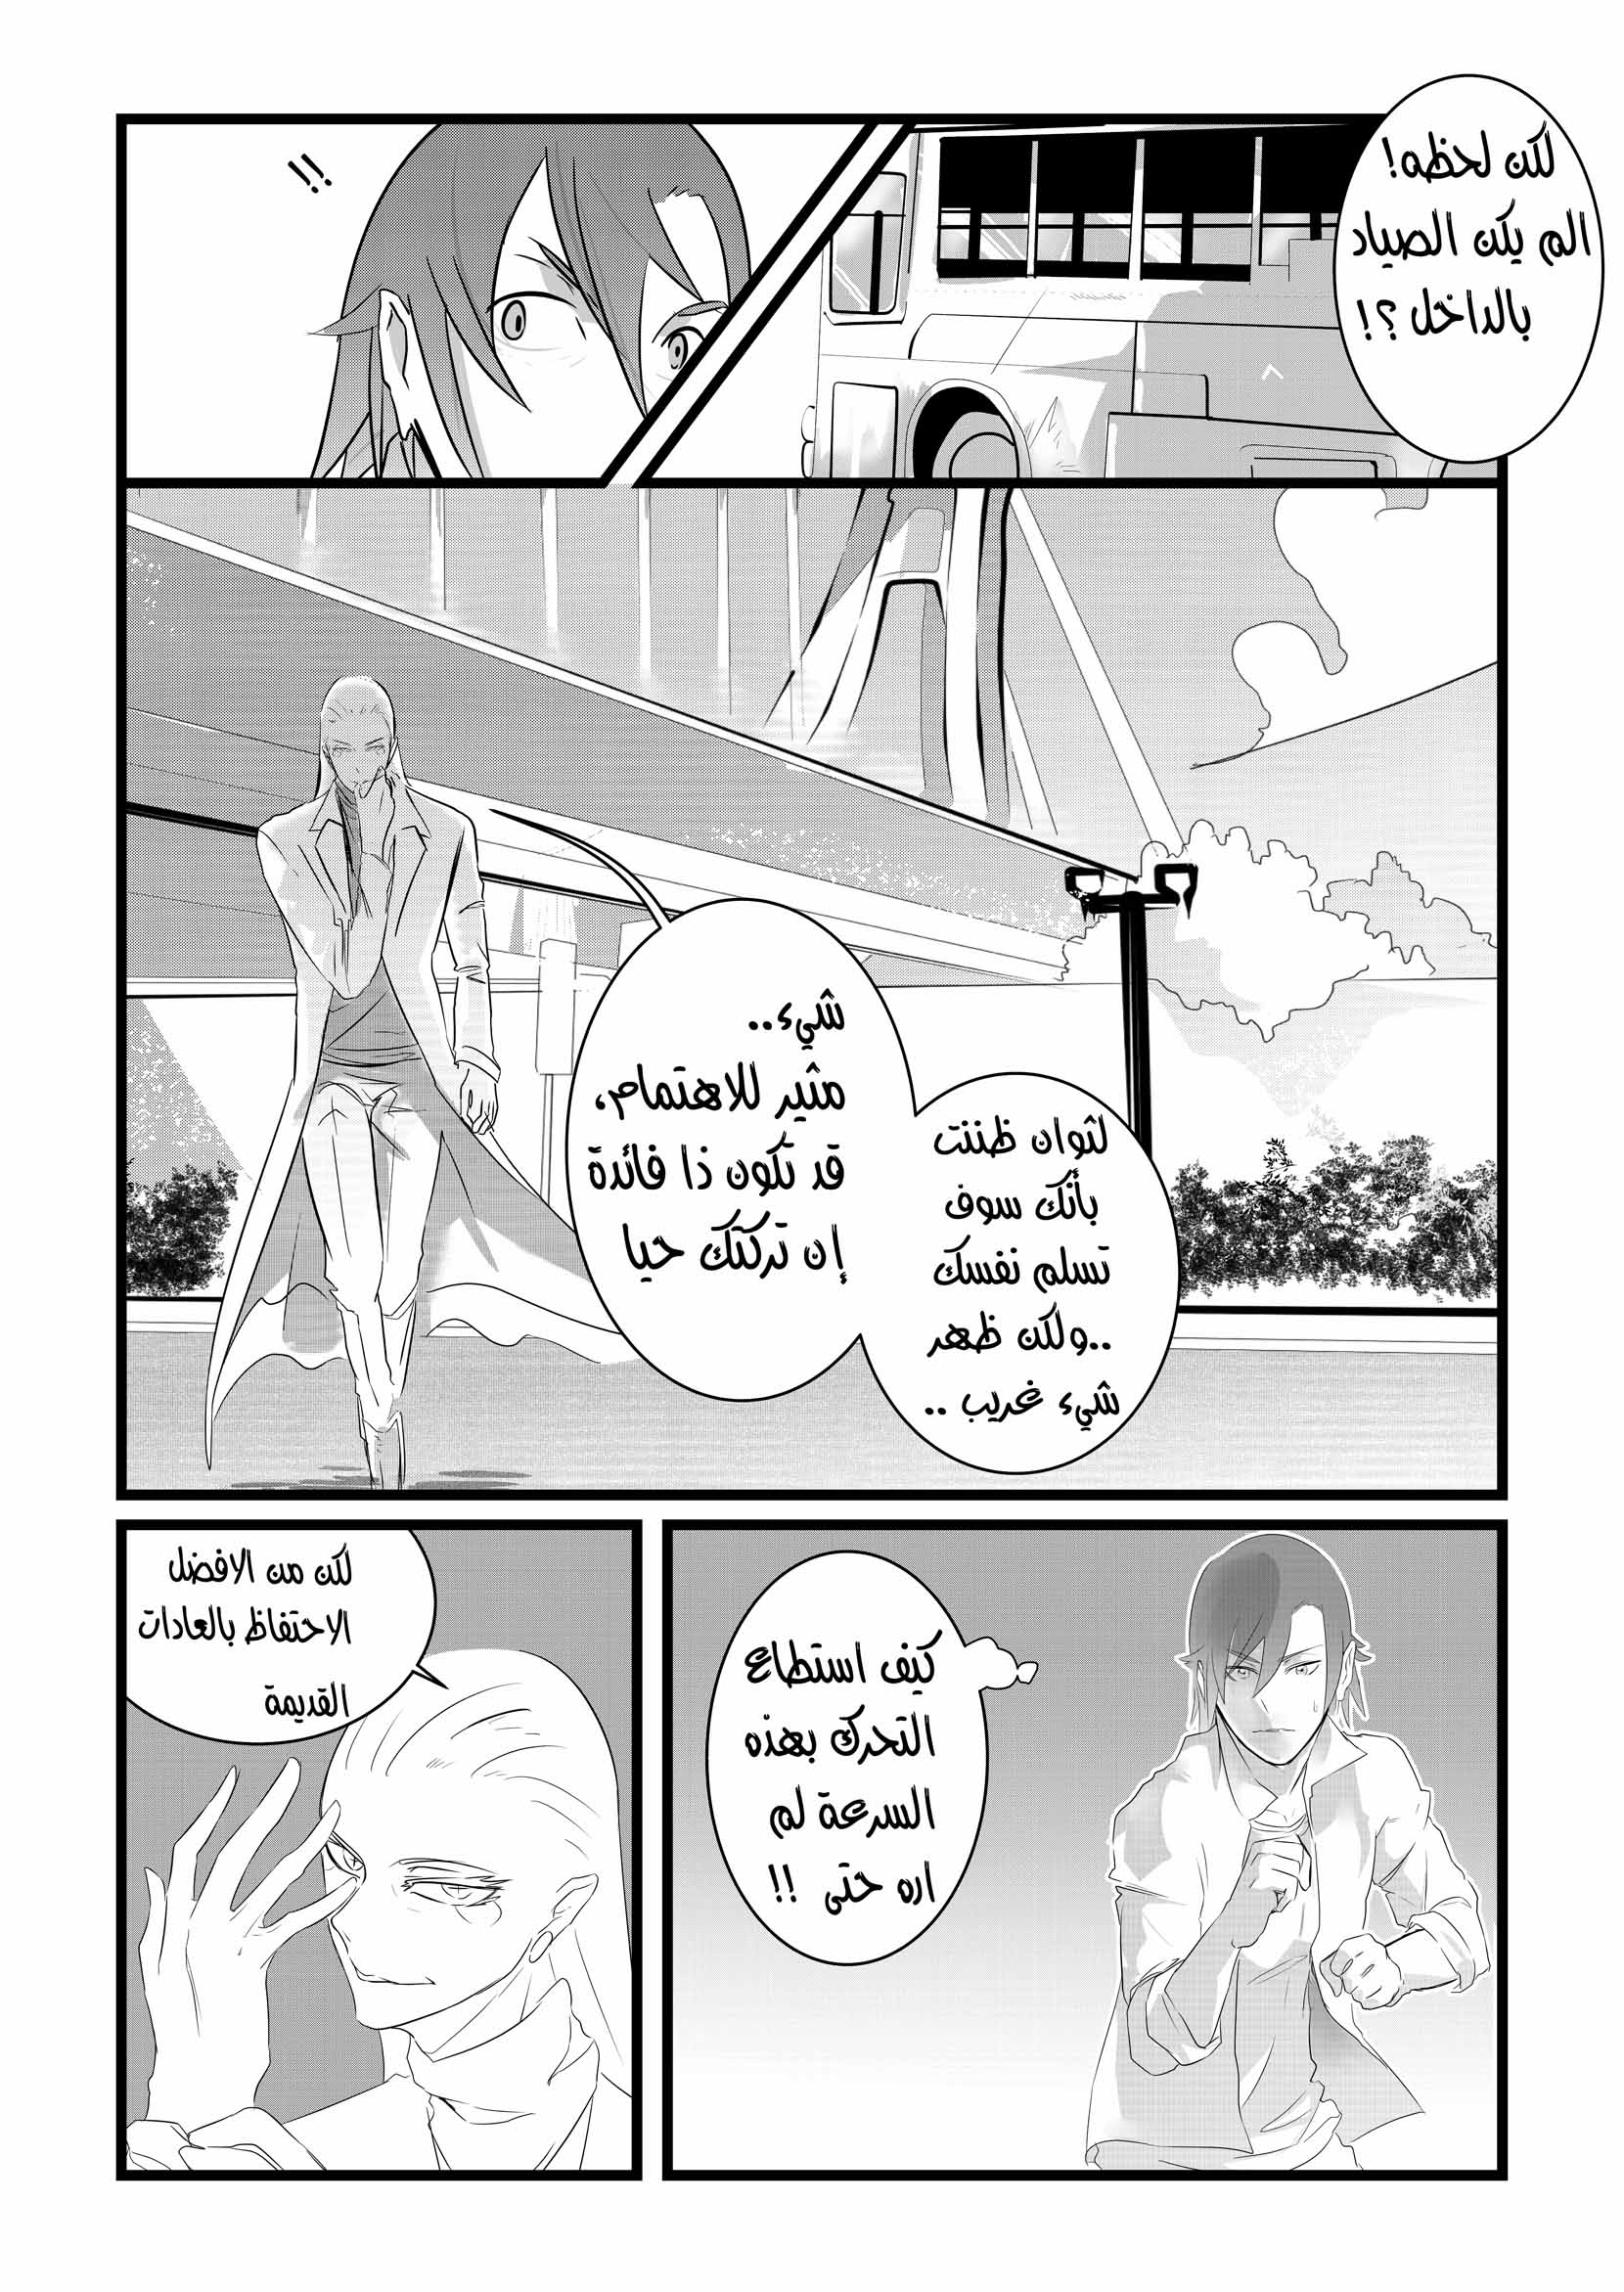 لكن لحظه!
الم يكن الصياد
بالداخل ؟!
!!
لثوان ظننت
بأنك سوف
تسلم نفسك
..ولكن ظهر
شيء غريب ..
شيء..
مثير للاهتمام،
قد تكون ذا فائدة
إن تركتك حيا
كيف استطاع
التحرك بهذه
السرعة لم
اره حتى !!
لكن من الافضل
الاحتفاظ بالعادات
القديمة